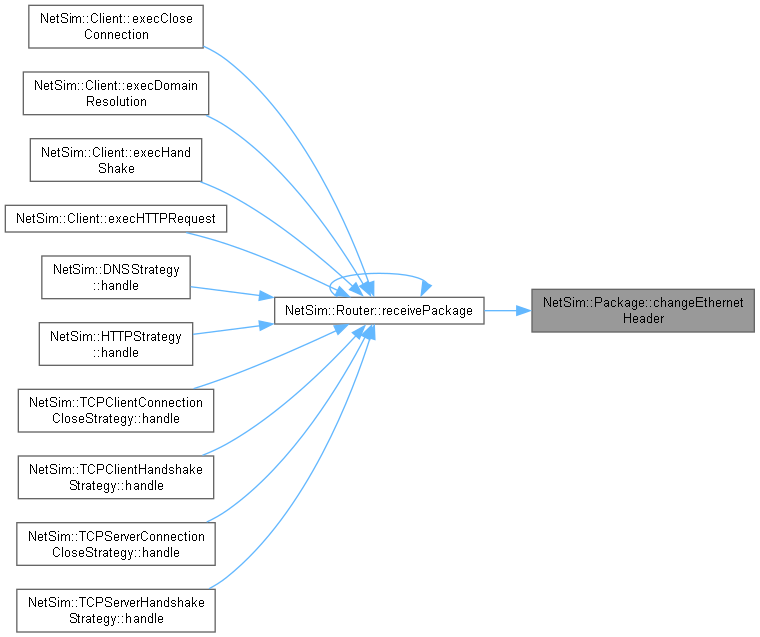 NetSim::Client::execClose
Connection
NetSim::Client::execDomain
Resolution
NetSim::Client::execHand
Shake
NetSim::Client::execHTTPRequest
NetSim::DNSStrategy
::handle
NetSim::HTTPStrategy
::handle
NetSim::TCPClientConnection
CloseStrategy::handle
NetSim::TCPClientHandshake
Strategy::handle
NetSim::TCPServerConnection
CloseStrategy::handle
NetSim::TCPServerHandshake
Strategy::handle
NetSim::Router::receivePackage
NetSim::Package::changeEthernet
Header